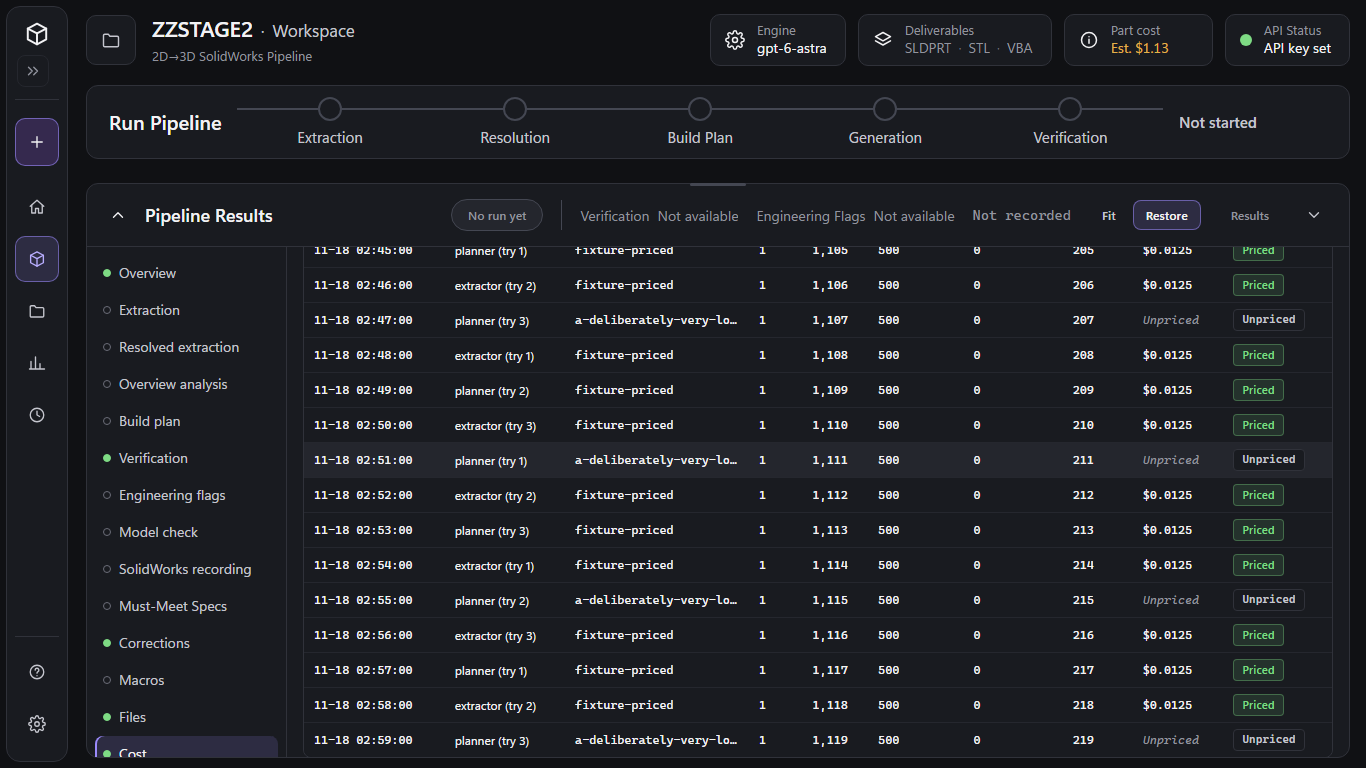 ZZSTAGE2 · Workspace
2D→3D SolidWorks Pipeline
Engine
gpt-6-astra
Deliverables
SLDPRT · STL · VBA
Part cost
Est. $1.13
API Status
API key set
Run Pipeline
Extraction
Resolution
Build Plan
Generation
Verification
Not started
Pipeline Results
No run yet
Verification Not available
Engineering Flags Not available
Not recorded
Fit
Restore
Results
Overview
Extraction
Resolved extraction
Overview analysis
Build plan
Verification
Engineering flags
Model check
SolidWorks recording
Must-Meet Specs
Corrections
Macros
Files
Cost
11-18 02:45:00 planner (try 1) fixture-priced 1 1,105 500 0 205 $0.0125 Priced
11-18 02:46:00 extractor (try 2) fixture-priced 1 1,106 500 0 206 $0.0125 Priced
11-18 02:47:00 planner (try 3) a-deliberately-very-lo… 1 1,107 500 0 207 Unpriced Unpriced
11-18 02:48:00 extractor (try 1) fixture-priced 1 1,108 500 0 208 $0.0125 Priced
11-18 02:49:00 planner (try 2) fixture-priced 1 1,109 500 0 209 $0.0125 Priced
11-18 02:50:00 extractor (try 3) fixture-priced 1 1,110 500 0 210 $0.0125 Priced
11-18 02:51:00 planner (try 1) a-deliberately-very-lo… 1 1,111 500 0 211 Unpriced Unpriced
11-18 02:52:00 extractor (try 2) fixture-priced 1 1,112 500 0 212 $0.0125 Priced
11-18 02:53:00 planner (try 3) fixture-priced 1 1,113 500 0 213 $0.0125 Priced
11-18 02:54:00 extractor (try 1) fixture-priced 1 1,114 500 0 214 $0.0125 Priced
11-18 02:55:00 planner (try 2) a-deliberately-very-lo… 1 1,115 500 0 215 Unpriced Unpriced
11-18 02:56:00 extractor (try 3) fixture-priced 1 1,116 500 0 216 $0.0125 Priced
11-18 02:57:00 planner (try 1) fixture-priced 1 1,117 500 0 217 $0.0125 Priced
11-18 02:58:00 extractor (try 2) fixture-priced 1 1,118 500 0 218 $0.0125 Priced
11-18 02:59:00 planner (try 3) a-deliberately-very-lo… 1 1,119 500 0 219 Unpriced Unpriced